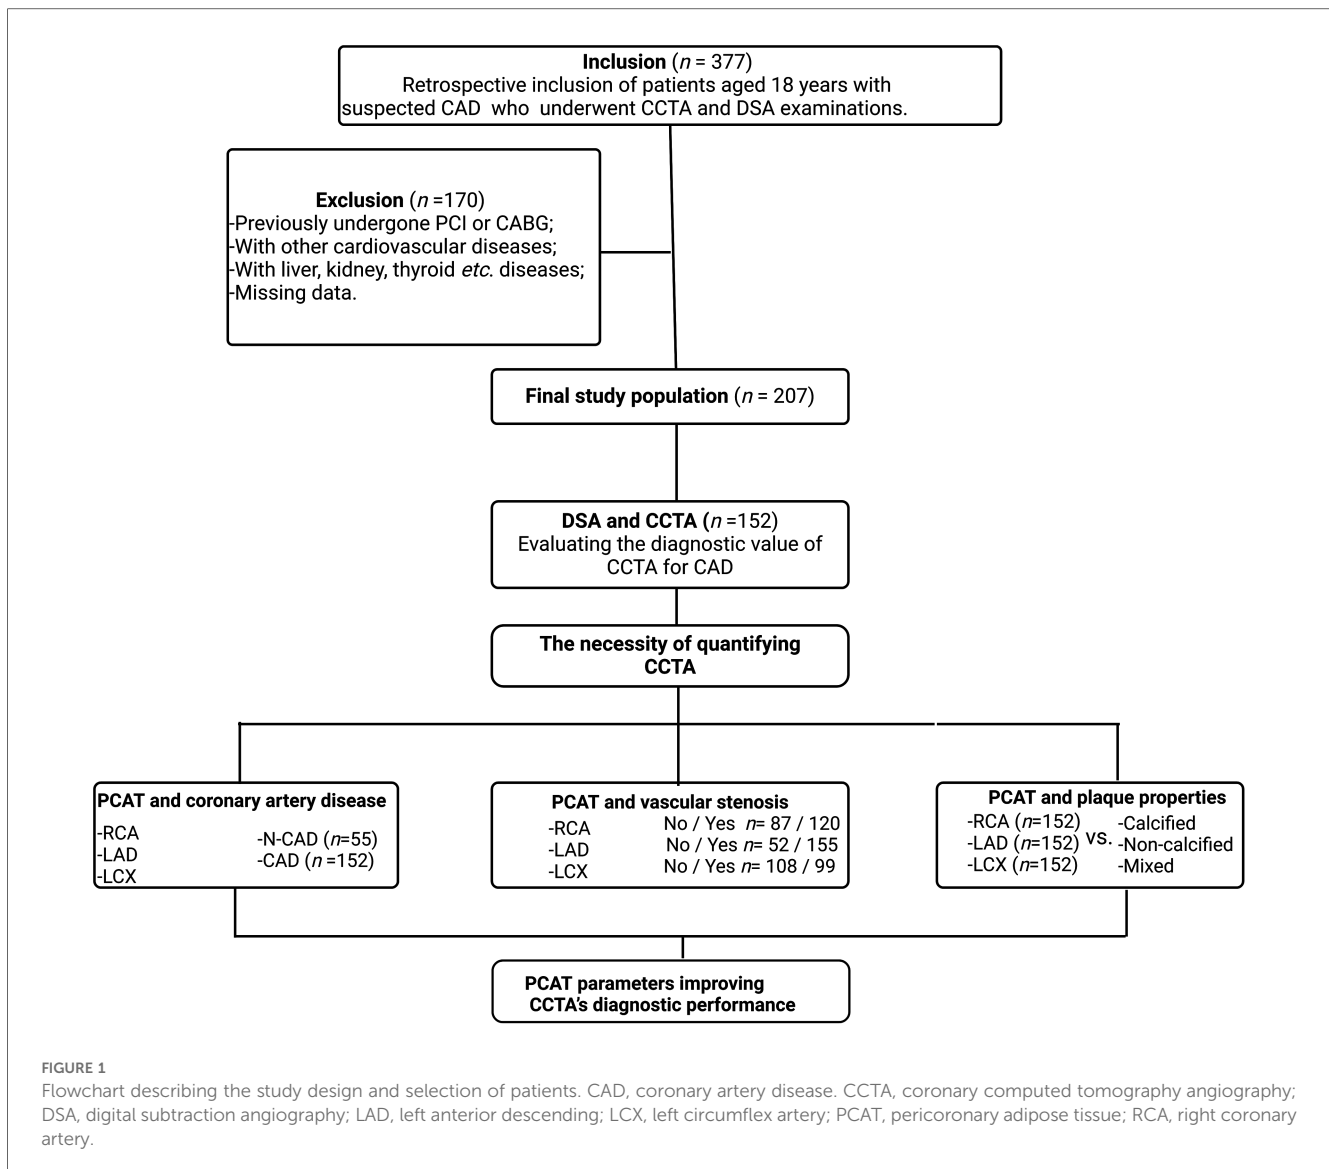 Inclusion (n = 377)
Retrospective inclusion of patients aged 18 years with
suspected CAD who underwent CCTA and DSA examinations.
Exclusion (n =170)
-Previously undergone PCI or CABG;
-With other cardiovascular diseases;
-With liver, kidney, thyroid etc. diseases;
-Missing data.
Final study population (n = 207)
DSA and CCTA (n =152)
Evaluating the diagnostic value of
CCTA for CAD
The necessity of quantifying
CCTA
PCAT and coronary artery disease
-RCA
-LAD
-LCX
-N-CAD (n=55)
-CAD (n =152)
PCAT and vascular stenosis
-RCA No / Yes n= 87 / 120
-LAD No / Yes n= 52 / 155
-LCX No / Yes n= 108 / 99
PCAT and plaque properties
-RCA (n=152)
-LAD (n=152)
-LCX (n=152)
vs.
-Calcified
-Non-calcified
-Mixed
PCAT parameters improving
CCTA's diagnostic performance
FIGURE 1
Flowchart describing the study design and selection of patients. CAD, coronary artery disease. CCTA, coronary computed tomography angiography;
DSA, digital subtraction angiography; LAD, left anterior descending; LCX, left circumflex artery; PCAT, pericoronary adipose tissue; RCA, right coronary
artery.